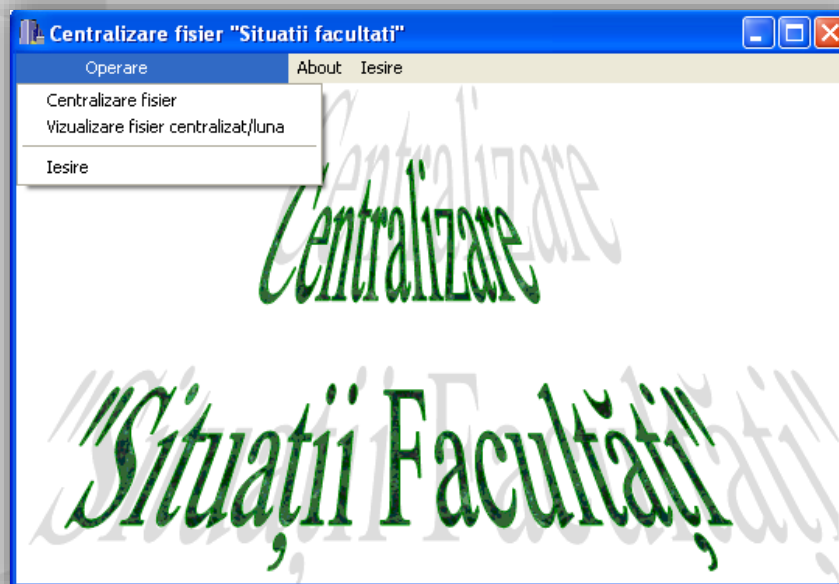 Centralizare fisier "Situatii facultati"
Operare About Iesire
Centralizare fisier
Vizualizare fisier centralizat/luna
Iesire
Centralizare
"Situații Facultăți"